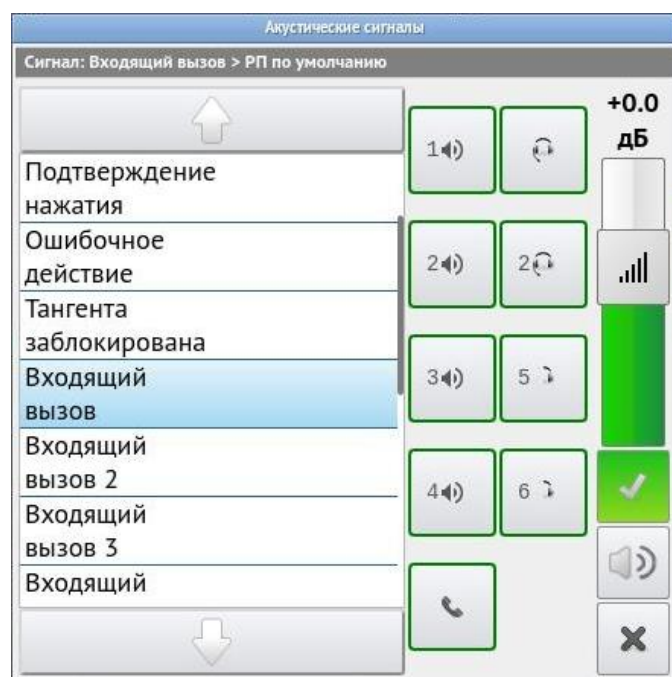 Акустические сигналы
Сигнал: Входящий вызов > РП по умолчанию
Подтверждение
нажатия
Ошибочное
действие
Тангента
заблокирована
Входящий
вызов
Входящий
вызов 2
Входящий
вызов 3
Входящий
1
2
2
3
5
4
6
+0.0
дБ